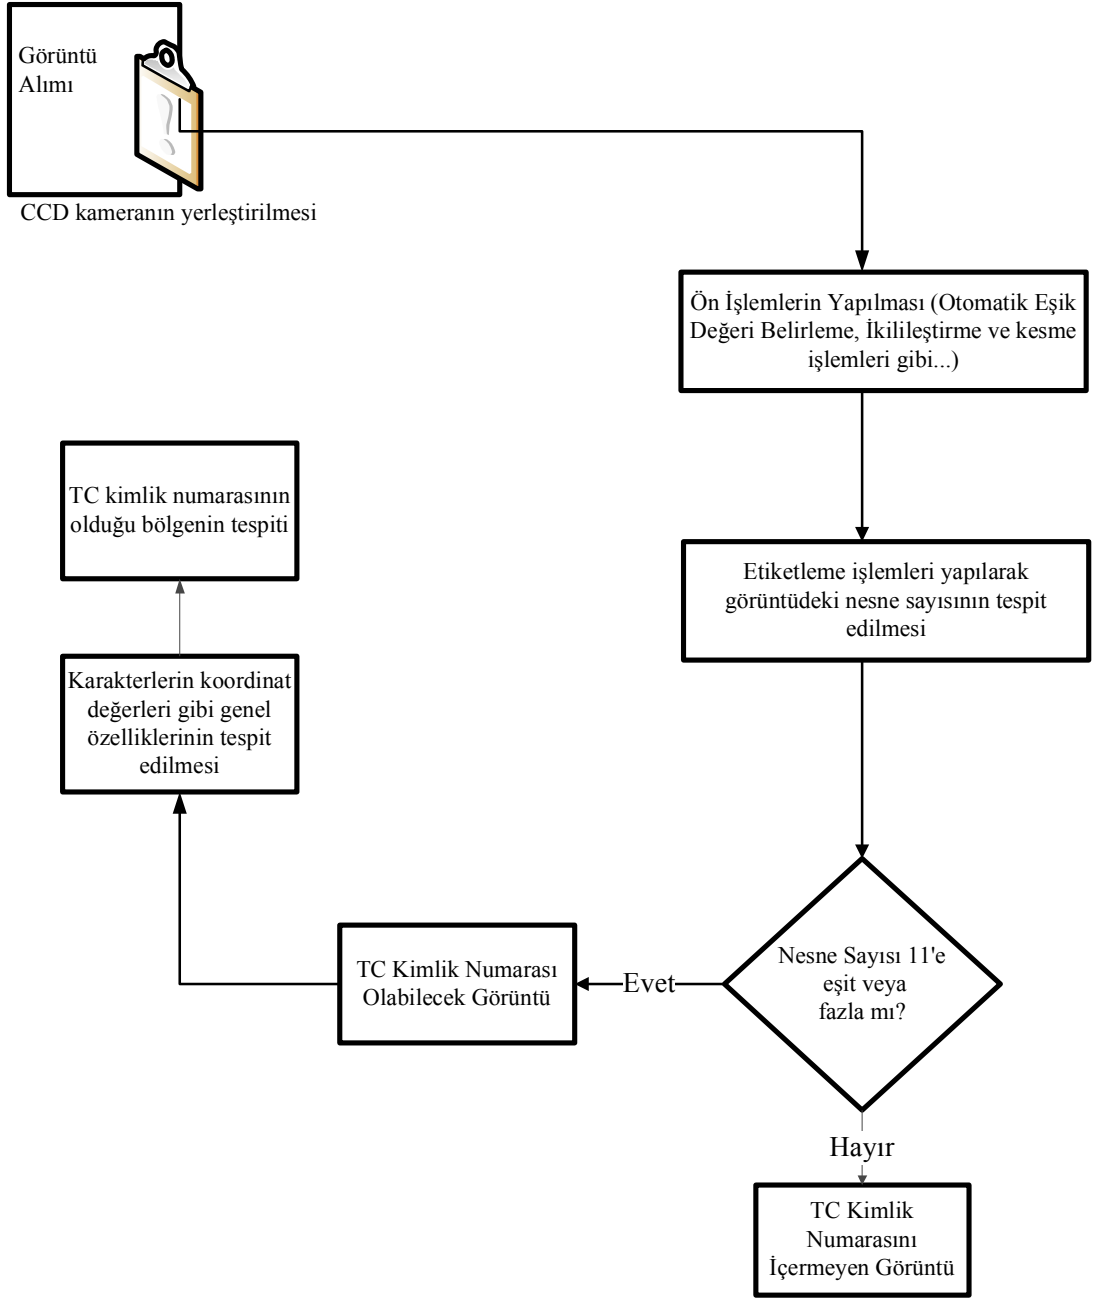 Görüntü
Alımı
CCD kameranın yerleştirilmesi
Ön İşlemlerin Yapılması (Otomatik Eşik
Değeri Belirleme, İkilileştirme ve kesme
işlemleri gibi...)
Etiketleme işlemleri yapılarak
görüntüdeki nesne sayısının tespit
edilmesi
Nesne Sayısı 11'e
eşit veya
fazla mı?
Evet
TC Kimlik Numarası
Olabilecek Görüntü
Karakterlerin koordinat
değerleri gibi genel
özelliklerinin tespit
edilmesi
TC kimlik numarasının
olduğu bölgenin tespiti
Hayır
TC Kimlik
Numarasını
İçermeyen Görüntü